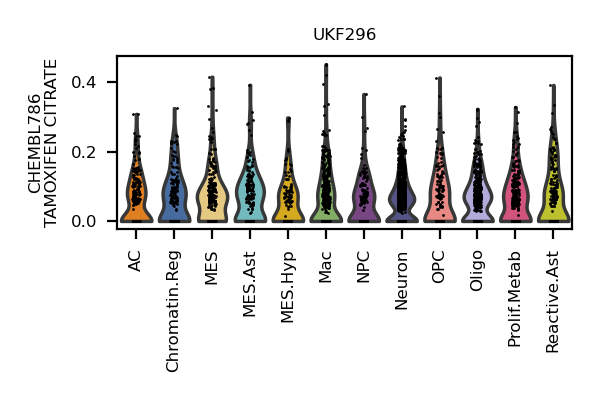 UKF296
CHEMBL786
TAMOXIFEN CITRATE
0.4
0.2
0.0
AC
Chromatin.Reg
MES
MES.Ast
MES.Hyp
Mac
NPC
Neuron
OPC
Oligo
Prolif.Metab
Reactive.Ast